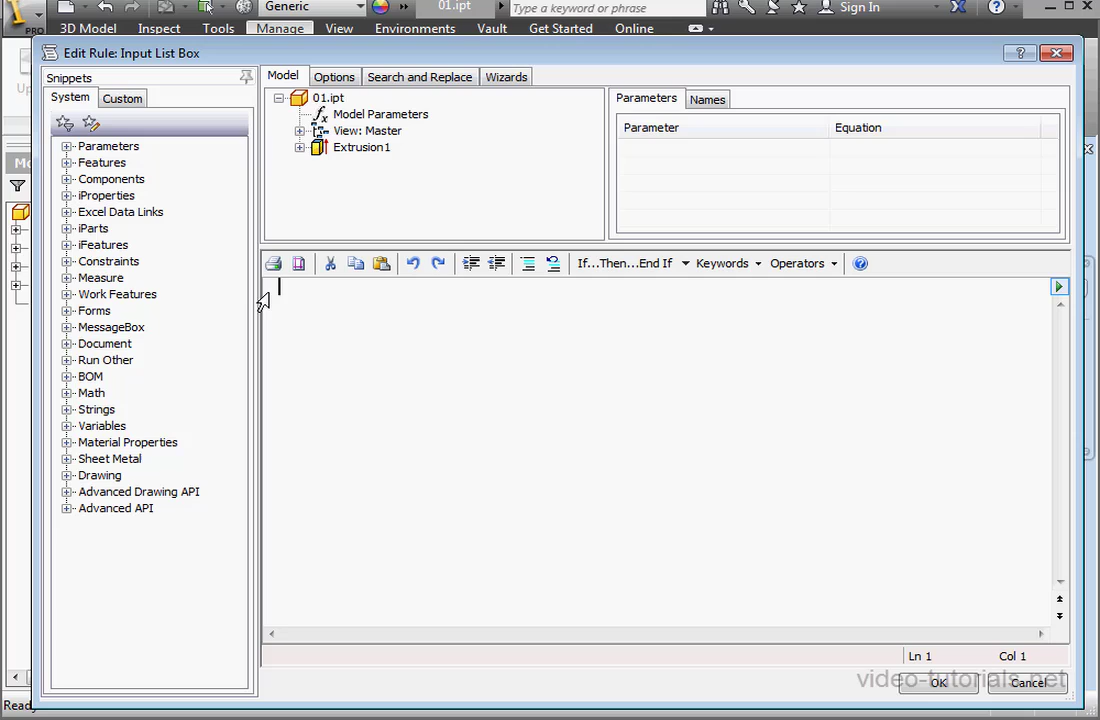 Generic
01.ipt
Type a keyword or phrase
Sign In
PRO
3D Model
Inspect
Tools
Manage
View
Environments
Vault
Get Started
Online
Edit Rule: Input List Box
Snippets
System
Custom
Parameters
Features
Components
iProperties
Excel Data Links
iParts
iFeatures
Constraints
Measure
Work Features
Forms
MessageBox
Document
Run Other
BOM
Math
Strings
Variables
Material Properties
Sheet Metal
Drawing
Advanced Drawing API
Advanced API
Model
Options
Search and Replace
Wizards
01.ipt
Model Parameters
View: Master
Extrusion1
Parameters
Names
Parameter
Equation
If...Then...End If
Keywords
Operators
Ln 1
Col 1
OK
Cancel
video-tutorials.net